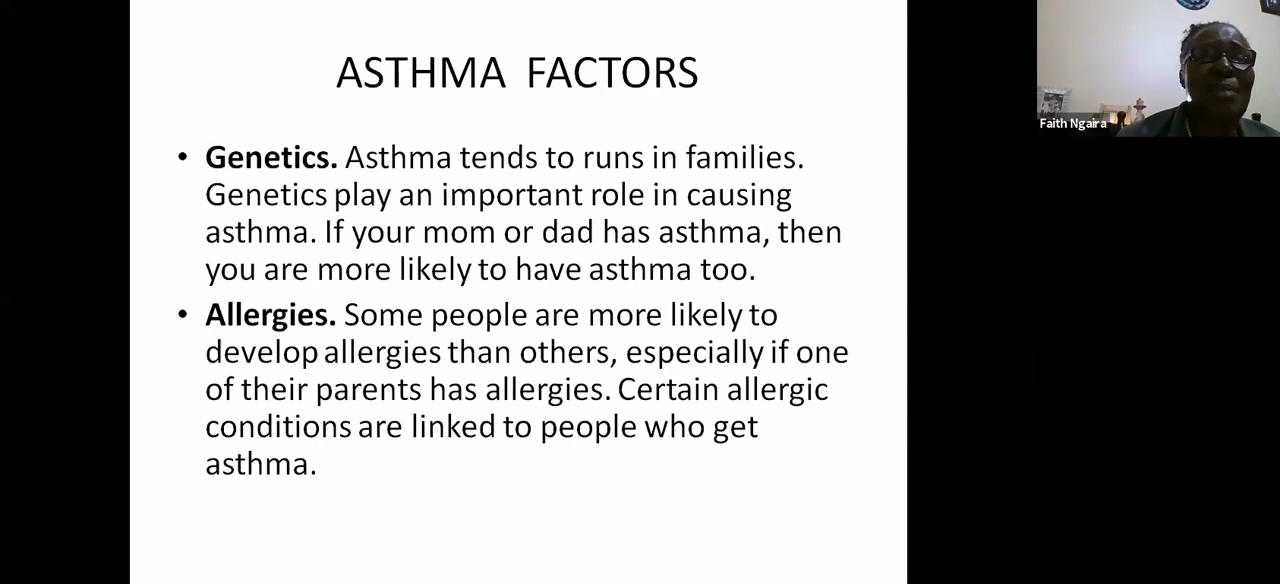 ASTHMA FACTORS
• Genetics. Asthma tends to runs in families.
Genetics play an important role in causing
asthma. If your mom or dad has asthma, then
you are more likely to have asthma too.
• Allergies. Some people are more likely to
develop allergies than others, especially if one
of their parents has allergies. Certain allergic
conditions are linked to people who get
asthma.
Faith Ngaira